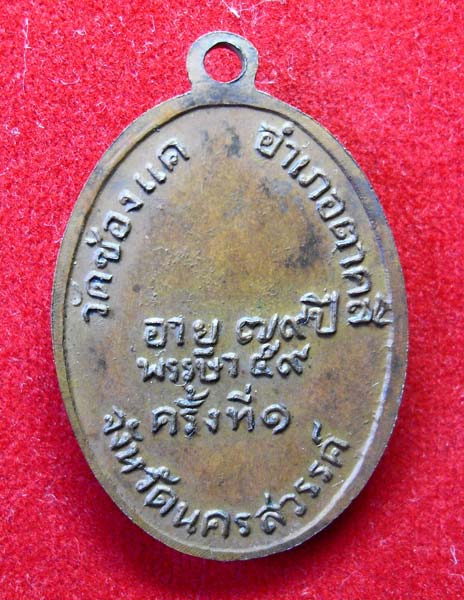 วัดช่องแค อำเภอตาคลี
อายุ ๗๙ ปี
พรรษา ๕๙
ครั้งที่ ๑
จังหวัดนครสวรรค์